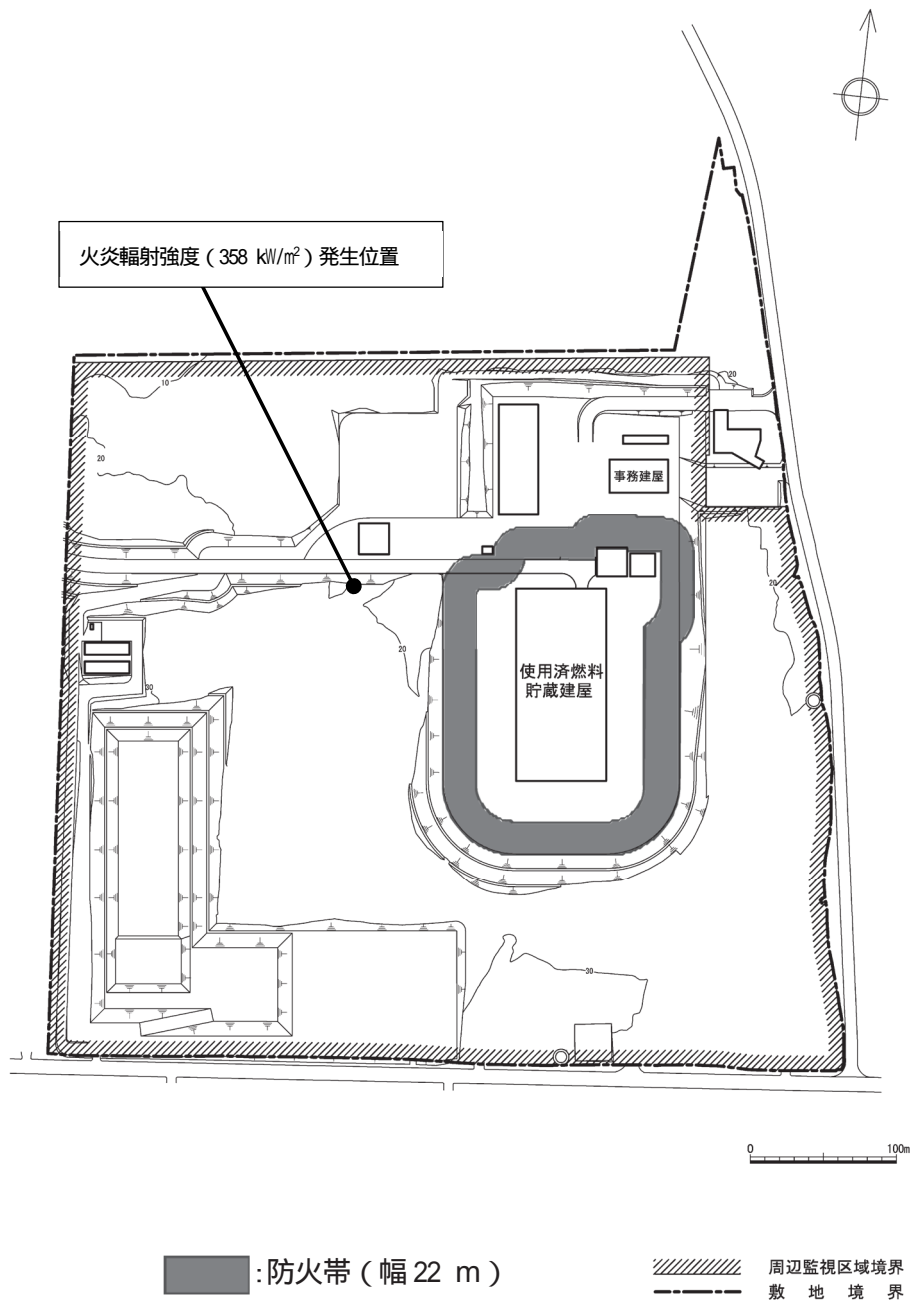 火炎輻射強度（358 kW/m²）発生位置
10
20
20
事務建屋
20
20
使用済燃料
貯蔵建屋
30
30
0 100m
：防火帯（幅 22 m）
周辺監視区域境界
敷地境界